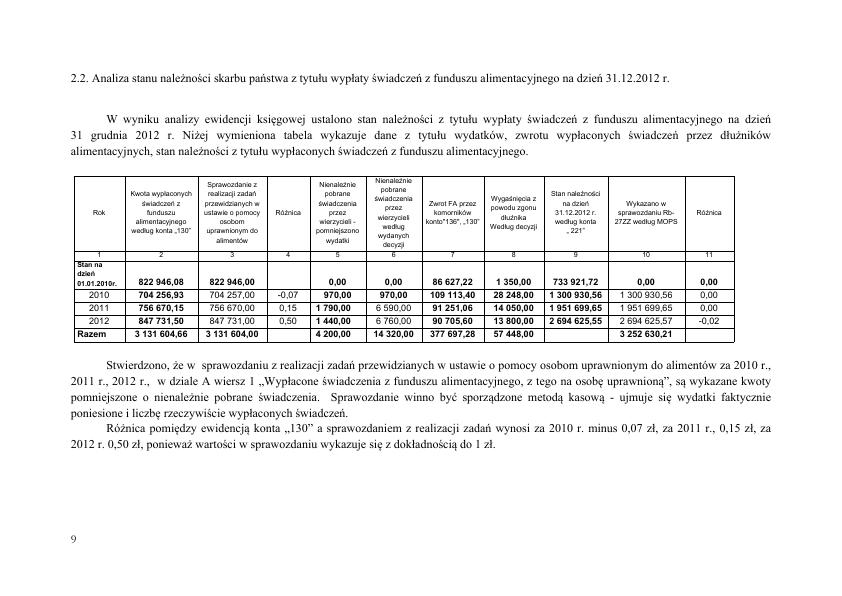 2.2. Analiza stanu należności skarbu państwa z tytułu wypłaty świadczeń z funduszu alimentacyjnego na dzień 31.12.2012 r.
W wyniku analizy ewidencji księgowej ustalono stan należności z tytułu wypłaty świadczeń z funduszu alimentacyjnego na dzień
31 grudnia 2012 r. Niżej wymieniona tabela wykazuje dane z tytułu wydatków, zwrotu wypłaconych świadczeń przez dłużników
alimentacyjnych, stan należności z tytułu wypłaconych świadczeń z funduszu alimentacyjnego.
Rok
Kwota wypłaconych
świadczeń z
funduszu
alimentacyjnego
według konta „130”
Sprawozdanie z
realizacji zadań
przewidzianych w
ustawie o pomocy
osobom
uprawnionym do
alimentów
Różnica
Nienależnie
pobrane
świadczenia
przez
wierzycieli -
pomniejszono
wydatki
Nienależnie
pobrane
świadczenia
przez
wierzycieli
według
wydanych
decyzji
Zwrot FA przez
komorników
konto"136", „130”
Wygaśnięcia z
powodu zgonu
dłużnika
Według decyzji
Stan należności
na dzień
31.12.2012 r.
według konta
„ 221”
Wykazano w
sprawozdaniu Rb-
27ZZ według MOPS
Różnica
1 2 3 4 5 6 7 8 9 10 11
Stan na
dzień
01.01.2010r. 822 946,08 822 946,00 0,00 0,00 86 627,22 1 350,00 733 921,72 0,00 0,00
2010 704 256,93 704 257,00 -0,07 970,00 970,00 109 113,40 28 248,00 1 300 930,56 1 300 930,56 0,00
2011 756 670,15 756 670,00 0,15 1 790,00 6 590,00 91 251,06 14 050,00 1 951 699,65 1 951 699,65 0,00
2012 847 731,50 847 731,00 0,50 1 440,00 6 760,00 90 705,60 13 800,00 2 694 625,55 2 694 625,57 -0,02
Razem 3 131 604,66 3 131 604,00 4 200,00 14 320,00 377 697,28 57 448,00 3 252 630,21
Stwierdzono, że w sprawozdaniu z realizacji zadań przewidzianych w ustawie o pomocy osobom uprawnionym do alimentów za 2010 r.,
2011 r., 2012 r., w dziale A wiersz 1 „Wypłacone świadczenia z funduszu alimentacyjnego, z tego na osobę uprawnioną”, są wykazane kwoty
pomniejszone o nienależnie pobrane świadczenia. Sprawozdanie winno być sporządzone metodą kasową - ujmuje się wydatki faktycznie
poniesione i liczbę rzeczywiście wypłaconych świadczeń.
Różnica pomiędzy ewidencją konta „130” a sprawozdaniem z realizacji zadań wynosi za 2010 r. minus 0,07 zł, za 2011 r., 0,15 zł, za
2012 r. 0,50 zł, ponieważ wartości w sprawozdaniu wykazuje się z dokładnością do 1 zł.
9